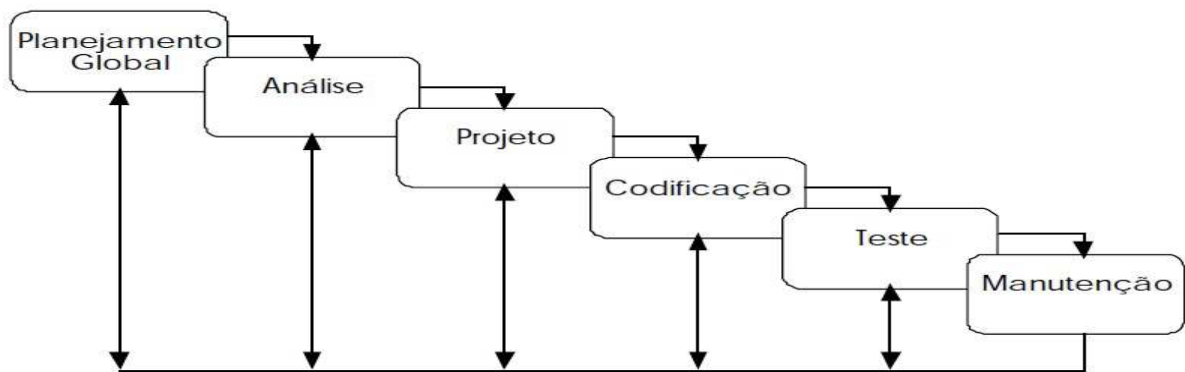 Planejamento
Global
Análise
Projeto
Codificação
Teste
Manutenção